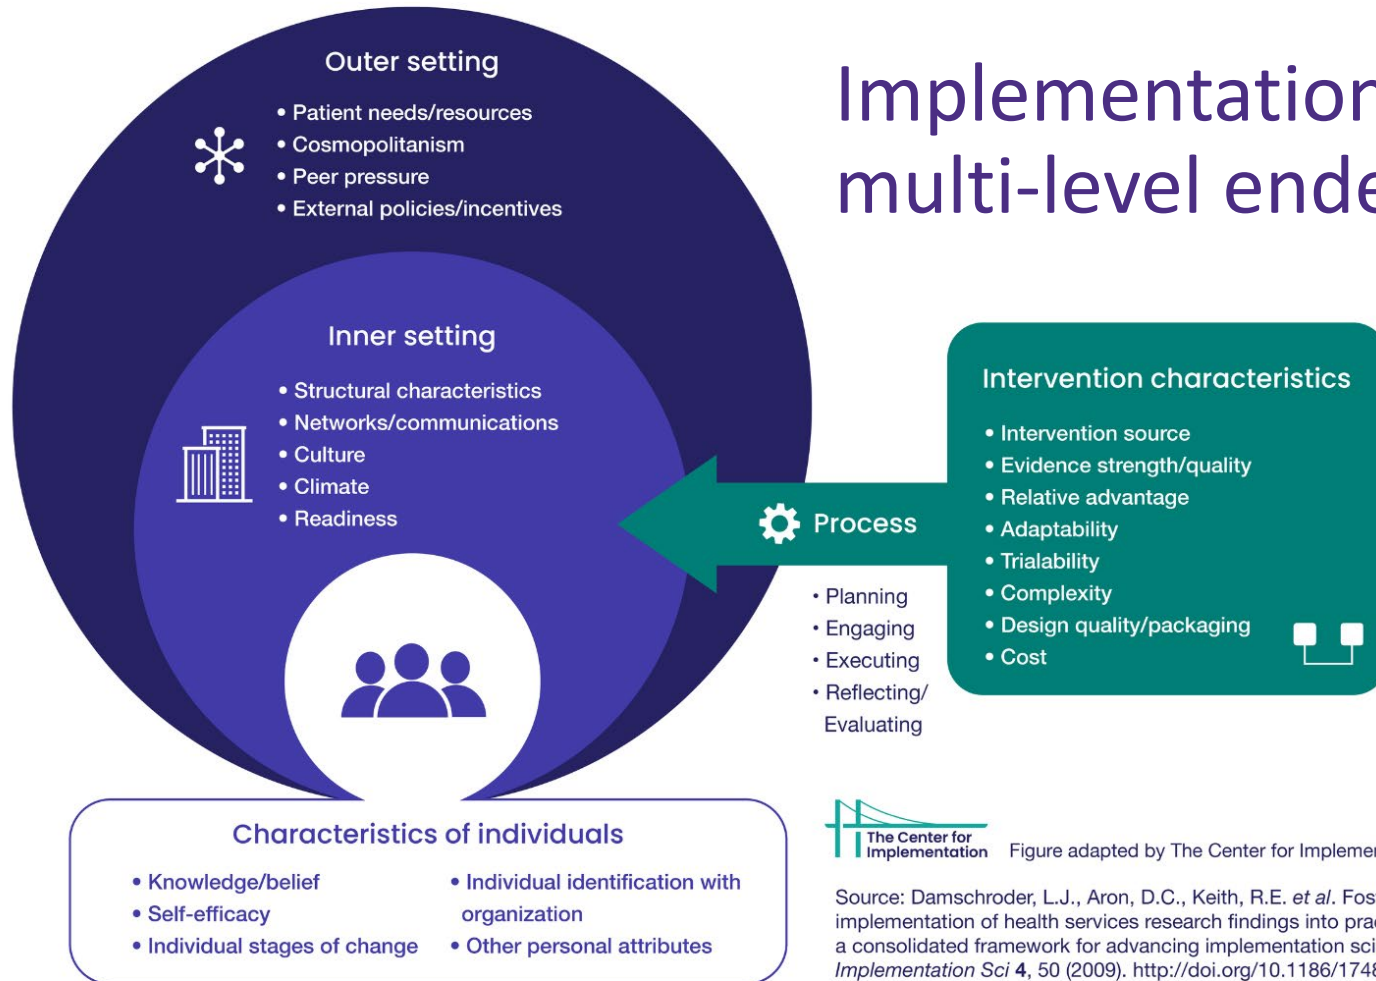 Implementation
multi-level ende
Outer setting
• Patient needs/resources
• Cosmopolitanism
• Peer pressure
• External policies/incentives
Inner setting
• Structural characteristics
• Networks/communications
• Culture
• Climate
• Readiness
Process
• Planning
• Engaging
• Executing
• Reflecting/
Evaluating
Intervention characteristics
• Intervention source
• Evidence strength/quality
• Relative advantage
• Adaptability
• Trialability
• Complexity
• Design quality/packaging
• Cost
Characteristics of individuals
• Knowledge/belief
• Self-efficacy
• Individual stages of change
• Individual identification with
organization
• Other personal attributes
The Center for
Implementation
Figure adapted by The Center for Implemen
Source: Damschroder, L.J., Aron, D.C., Keith, R.E. et al. Fost
implementation of health services research findings into prac
a consolidated framework for advancing implementation sci
Implementation Sci 4, 50 (2009). http://doi.org/10.1186/1748